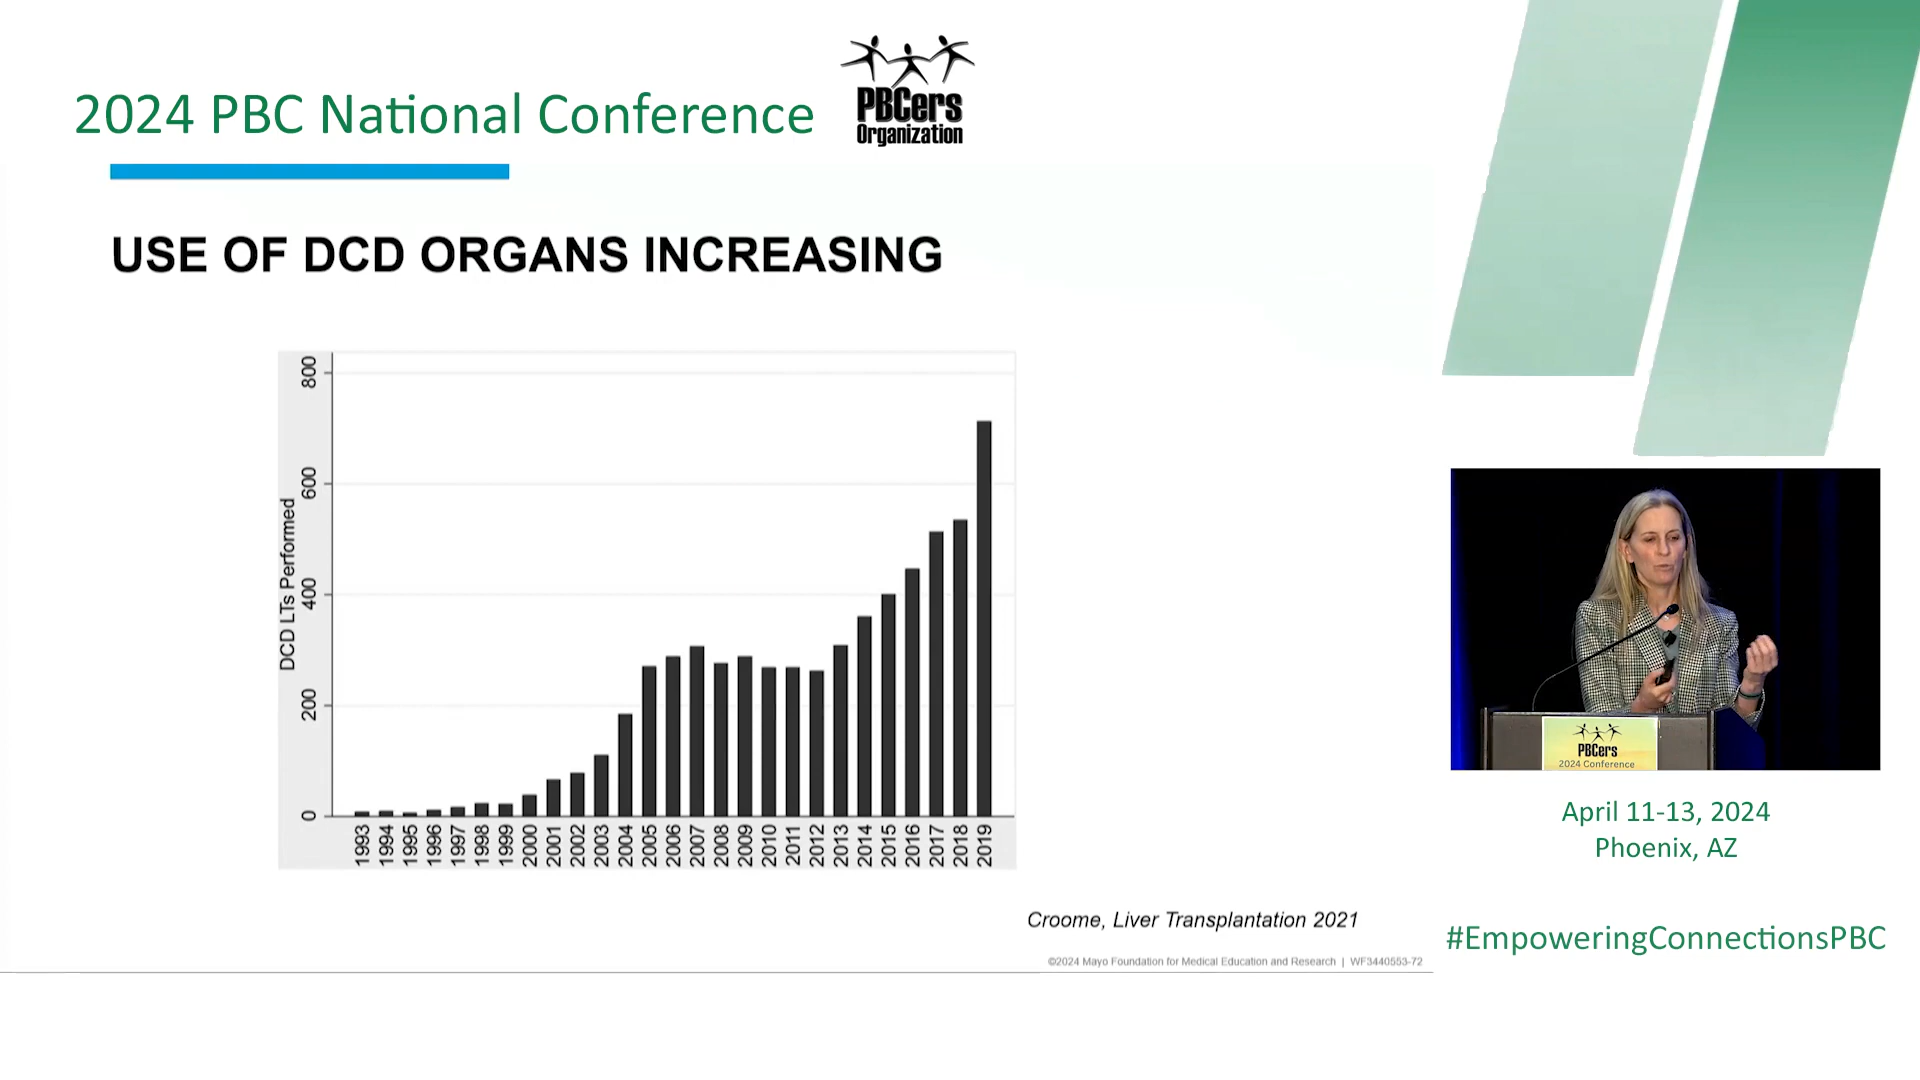 2024 PBC National Conference
PBCers
Organization
USE OF DCD ORGANS INCREASING
DCD LTs Performed
800
600
400
200
0
1993
1994
1995
1996
1997
1998
1999
2000
2001
2002
2003
2004
2005
2006
2007
2008
2009
2010
2011
2012
2013
2014
2015
2016
2017
2018
2019
Croome, Liver Transplantation 2021
©2024 Mayo Foundation for Medical Education and Research | WF3440553-72
PBCers
2024 Conference
April 11-13, 2024
Phoenix, AZ
#EmpoweringConnectionsPBC